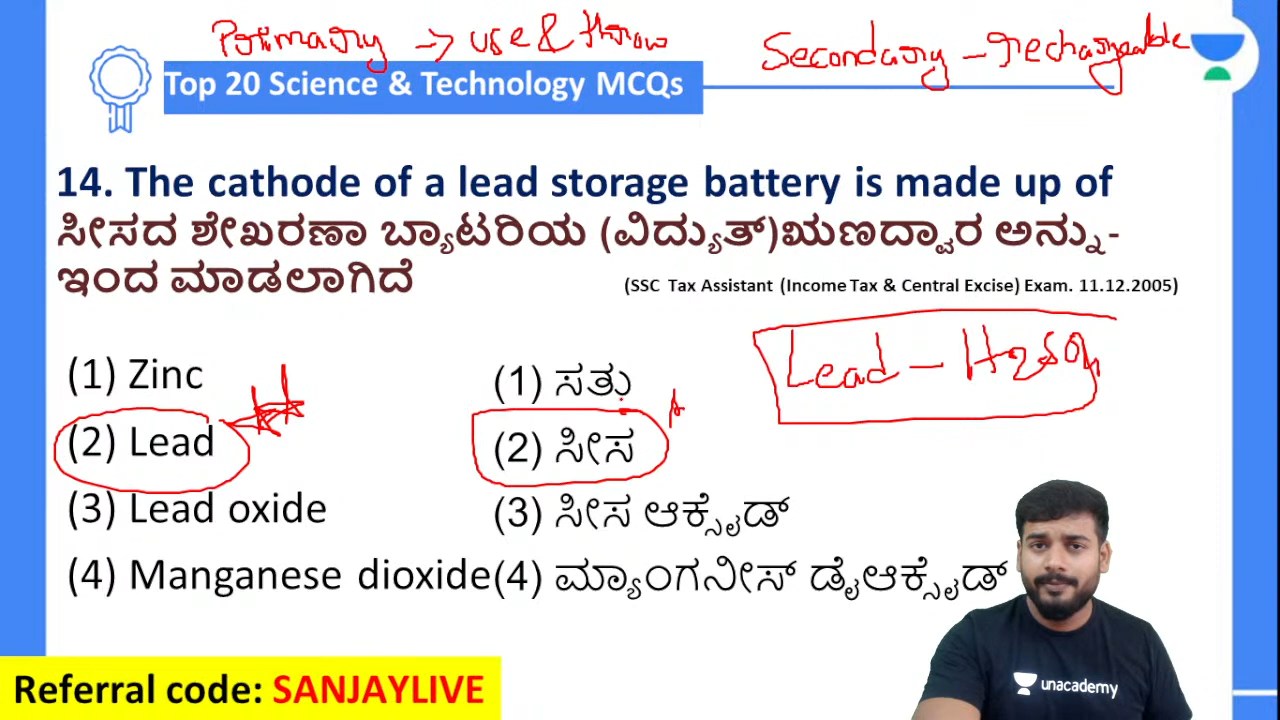 Primary → use & throw
Secondary – rechargeable
Top 20 Science & Technology MCQs
14. The cathode of a lead storage battery is made up of
ಸೀಸದ ಶೇಖರಣಾ ಬ್ಯಾಟರಿಯ (ವಿದ್ಯುತ್)ಋಣದ್ವಾರ ಅನ್ನು-
ಇಂದ ಮಾಡಲಾಗಿದೆ
(SSC Tax Assistant (Income Tax & Central Excise) Exam. 11.12.2005)
Lead – H2SO4
(1) Zinc
(2) Lead
(3) Lead oxide
(4) Manganese dioxide
(1) ಸತು
(2) ಸೀಸ
(3) ಸೀಸ ಆಕ್ಸೈಡ್
(4) ಮ್ಯಾಂಗನೀಸ್ ಡೈಆಕ್ಸೈಡ್
unacademy
Referral code: SANJAYLIVE